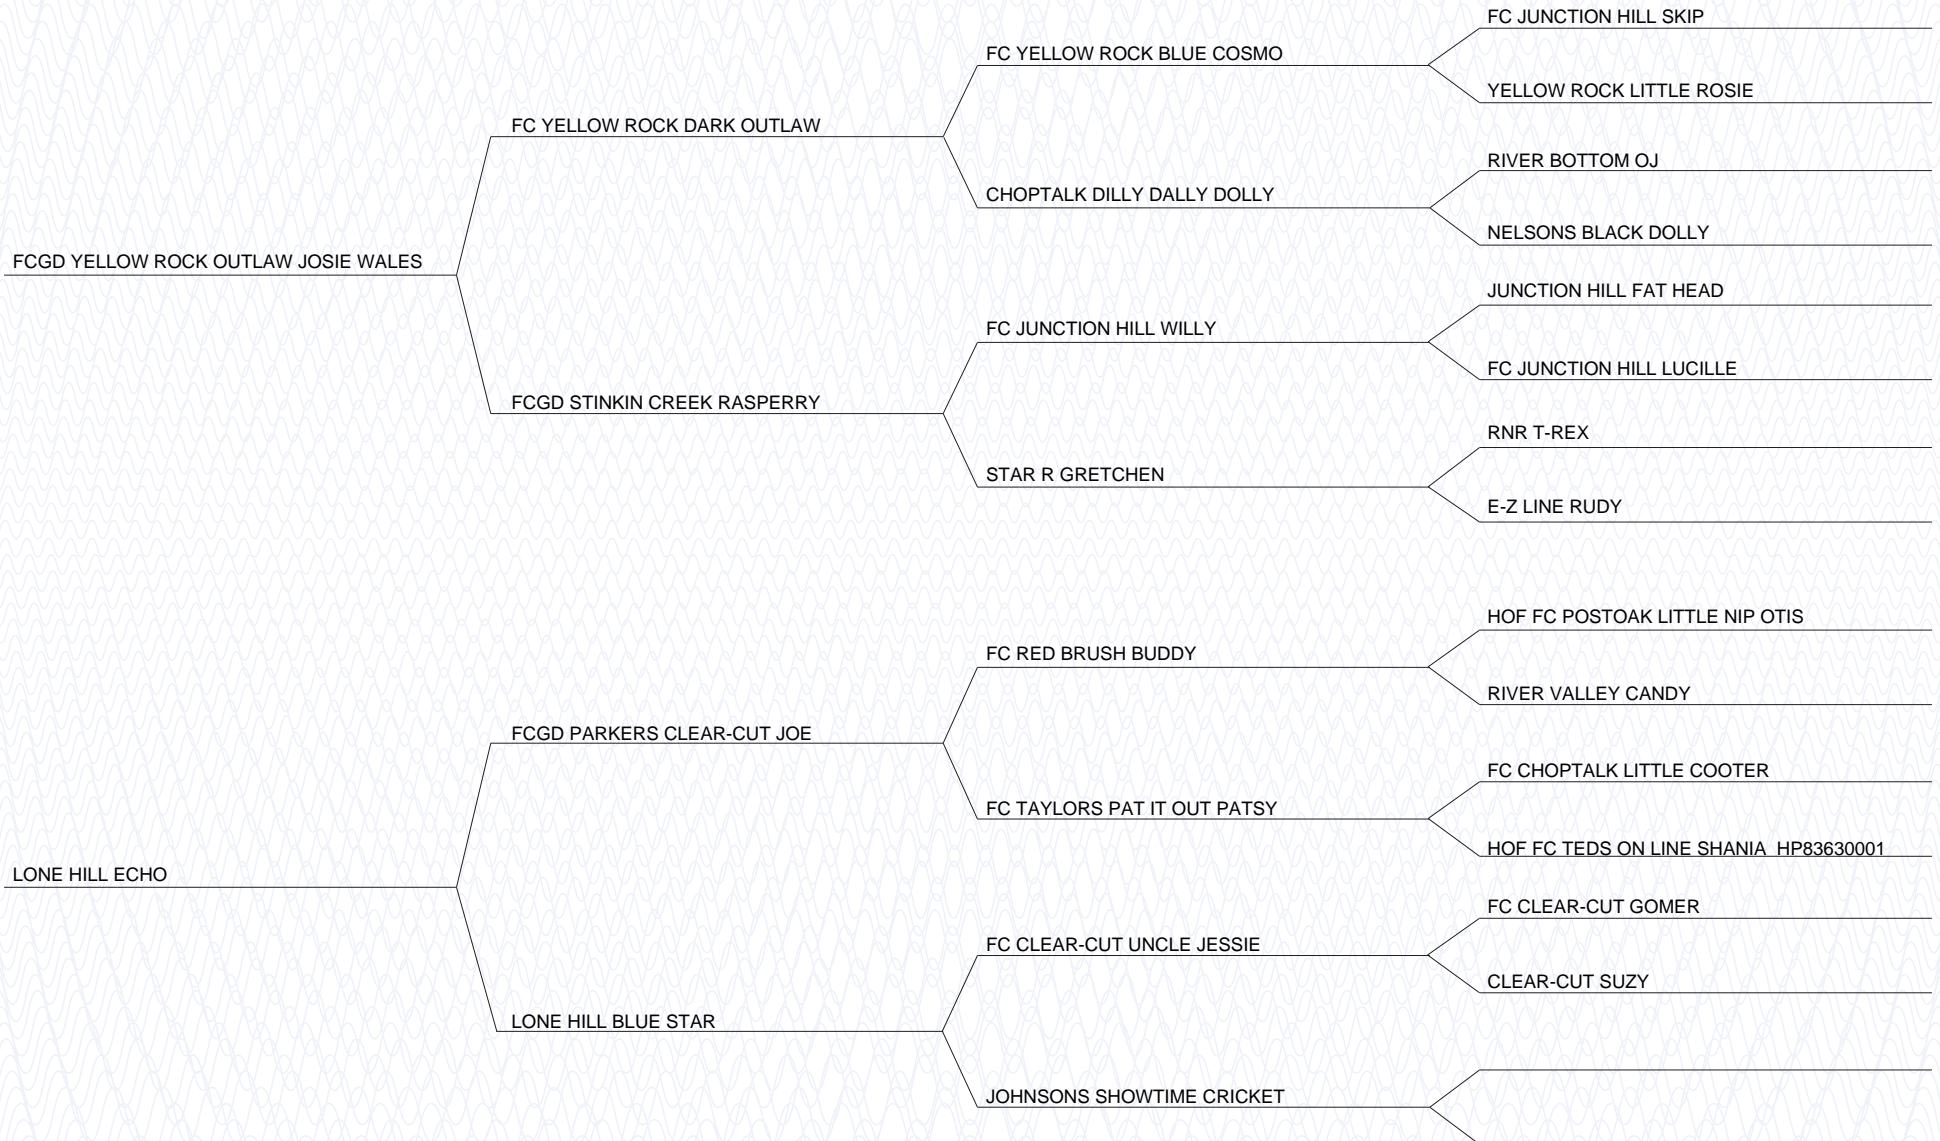 FC JUNCTION HILL SKIP
FC YELLOW ROCK BLUE COSMO
YELLOW ROCK LITTLE ROSIE
FC YELLOW ROCK DARK OUTLAW
RIVER BOTTOM OJ
CHOPTALK DILLY DALLY DOLLY
NELSONS BLACK DOLLY
FCGD YELLOW ROCK OUTLAW JOSIE WALES
JUNCTION HILL FAT HEAD
FC JUNCTION HILL WILLY
FC JUNCTION HILL LUCILLE
FCGD STINKIN CREEK RASPERRY
RNR T-REX
STAR R GRETCHEN
E-Z LINE RUDY
HOF FC POSTOAK LITTLE NIP OTIS
FC RED BRUSH BUDDY
RIVER VALLEY CANDY
FCGD PARKERS CLEAR-CUT JOE
FC CHOPTALK LITTLE COOTER
FC TAYLORS PAT IT OUT PATSY
HOF FC TEDS ON LINE SHANIA HP83630001
LONE HILL ECHO
FC CLEAR-CUT GOMER
FC CLEAR-CUT UNCLE JESSIE
CLEAR-CUT SUZY
LONE HILL BLUE STAR
JOHNSONS SHOWTIME CRICKET